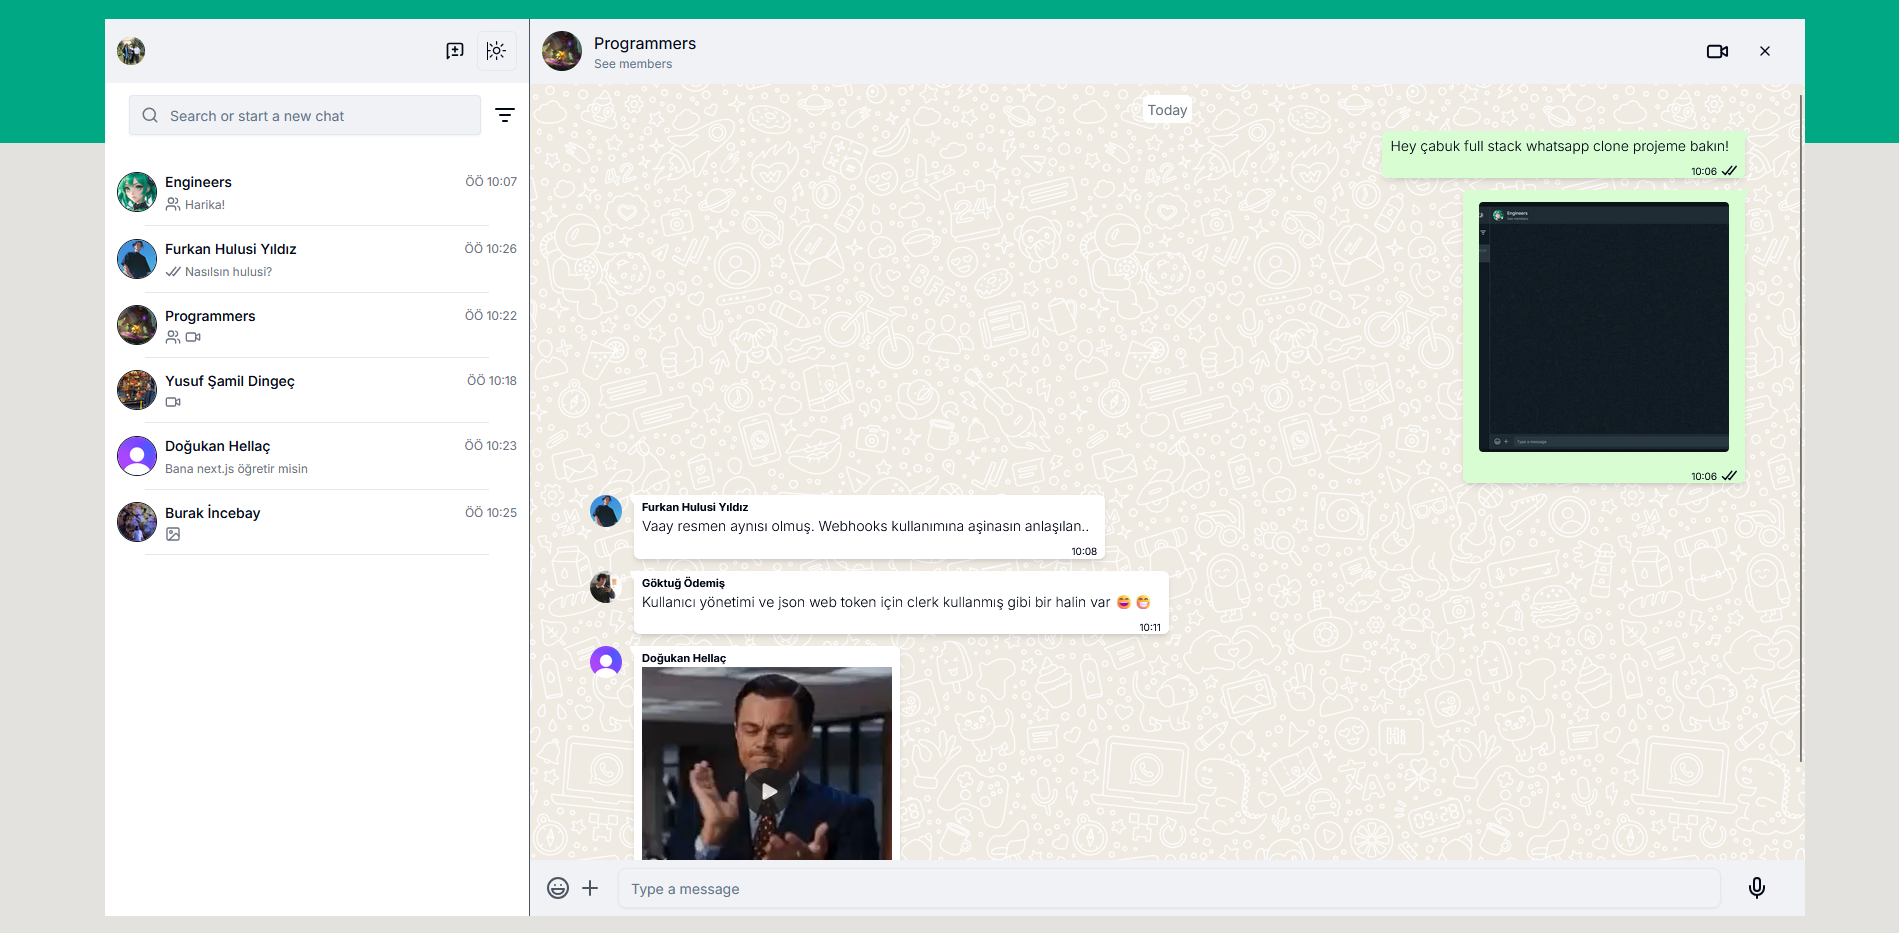 Search or start a new chat
Engineers
ÖÖ 10:07
Harika!
Furkan Hulusi Yıldız
ÖÖ 10:26
Nasılsın hulusi?
Programmers
ÖÖ 10:22
Yusuf Şamil Dingeç
ÖÖ 10:18
Doğukan Hellaç
ÖÖ 10:23
Bana next.js öğretir misin
Burak İncebay
ÖÖ 10:25
Programmers
See members
Today
Hey çabuk full stack whatsapp clone projeme bakın!
10:06
Engineers
See members
Type a message
10:06
Furkan Hulusi Yıldız
Vaay resmen aynısı olmuş. Webhooks kullanımına aşinasın anlaşılan..
10:08
Göktuğ Ödemiş
Kullanıcı yönetimi ve json web token için clerk kullanmış gibi bir halin var 😄 😁
10:11
Doğukan Hellaç
Type a message